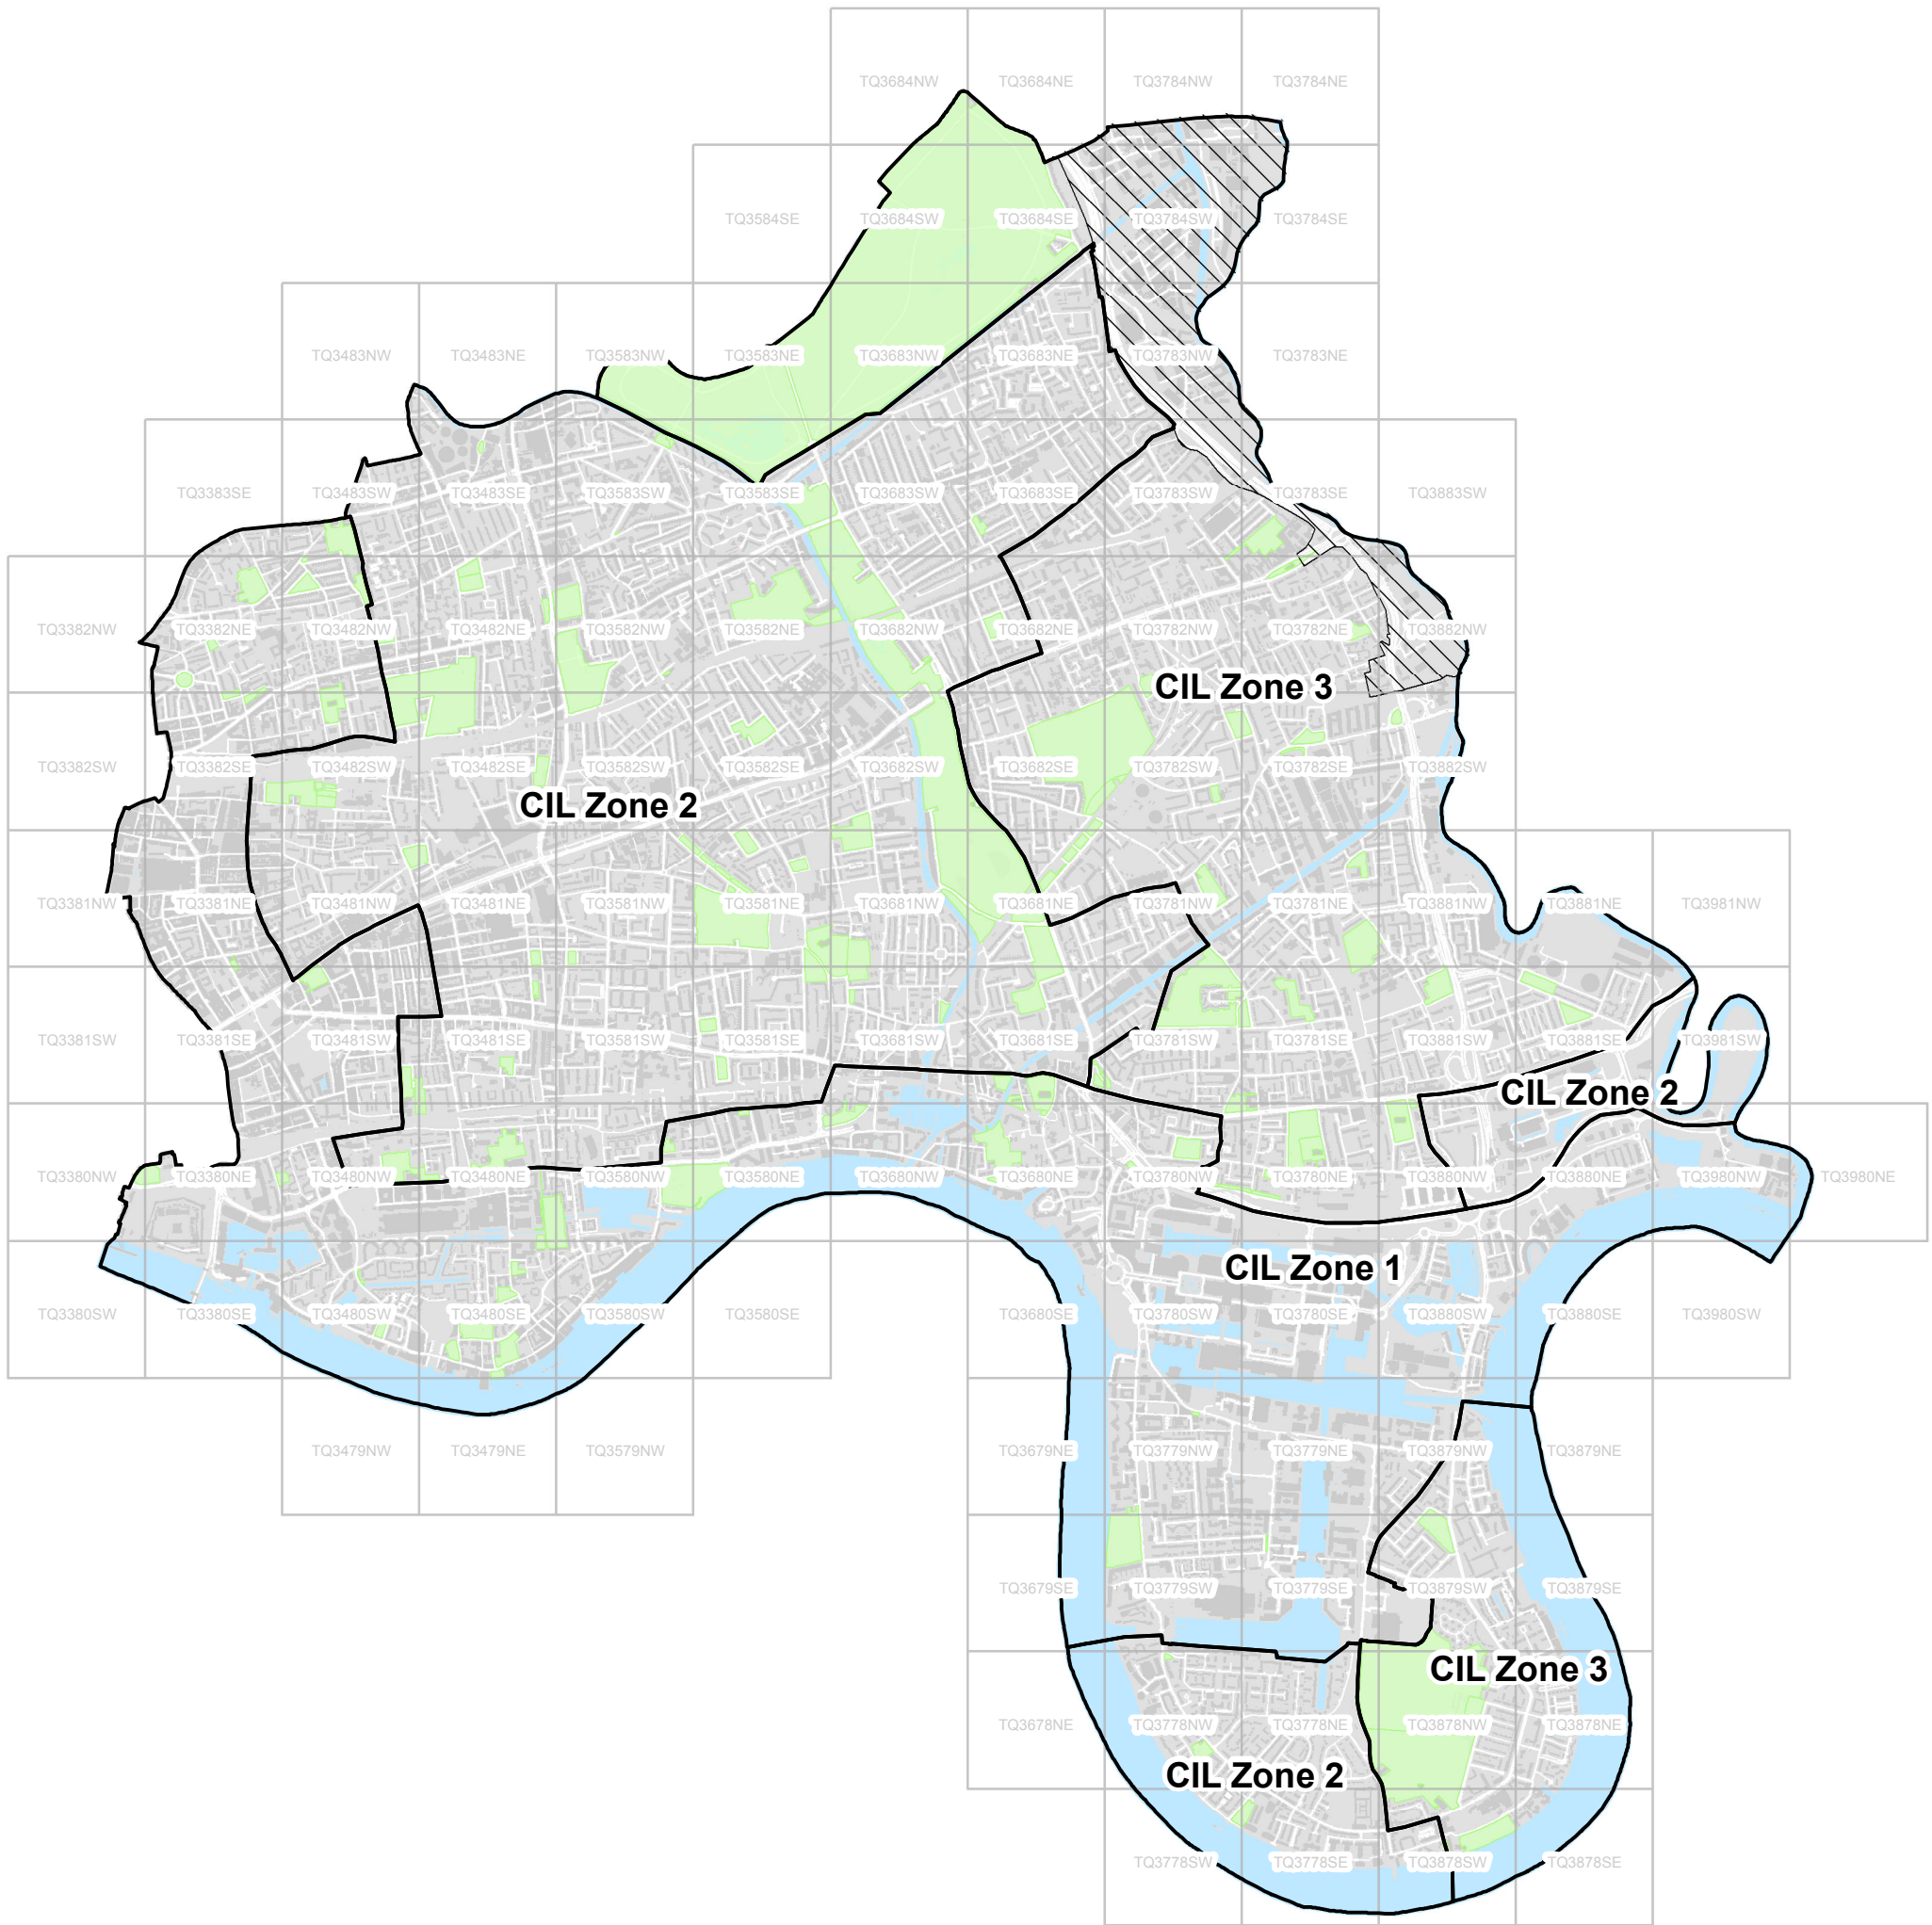 TQ3684NW TQ3684NE TQ3784NW TQ3784NE
TQ3584SE TQ3684SW TQ3684SE TQ3784SW TQ3784SE
TQ3483NW TQ3483NE TQ3583NW TQ3583NE TQ3683NW TQ3683NE TQ3783NW TQ3783NE
TQ3383SE TQ3483SW TQ3483SE TQ3583SW TQ3583SE TQ3683SW TQ3683SE TQ3783SW TQ3783SE TQ3883SW
TQ3382NW TQ3382NE TQ3482NW TQ3482NE TQ3582NW TQ3582NE TQ3682NW TQ3682NE TQ3782NW TQ3782NE TQ3882NW
CIL Zone 3
TQ3382SW TQ3382SE TQ3482SW TQ3482SE TQ3582SW TQ3582SE TQ3682SW TQ3682SE TQ3782SW TQ3782SE TQ3882SW
CIL Zone 2
TQ3381NW TQ3381NE TQ3481NW TQ3481NE TQ3581NW TQ3581NE TQ3681NW TQ3681NE TQ3781NW TQ3781NE TQ3881NW TQ3881NE TQ3981NW
TQ3381SW TQ3381SE TQ3481SW TQ3481SE TQ3581SW TQ3581SE TQ3681SW TQ3681SE TQ3781SW TQ3781SE TQ3881SW TQ3881SE TQ3981SW
CIL Zone 2
TQ3380NW TQ3380NE TQ3480NW TQ3480NE TQ3580NW TQ3580NE TQ3680NW TQ3680NE TQ3780NW TQ3780NE TQ3880NW TQ3880NE TQ3980NW TQ3980NE
CIL Zone 1
TQ3380SW TQ3380SE TQ3480SW TQ3480SE TQ3580SW TQ3580SE TQ3680SE TQ3780SW TQ3780SE TQ3880SW TQ3880SE TQ3980SW
TQ3479NW TQ3479NE TQ3579NW TQ3679NE TQ3779NW TQ3779NE TQ3879NW TQ3879NE
TQ3679SE TQ3779SW TQ3779SE TQ3879SW TQ3879SE
CIL Zone 3
TQ3678NE TQ3778NW TQ3778NE TQ3878NW TQ3878NE
CIL Zone 2
TQ3778SW TQ3778SE TQ3878SW TQ3878SE